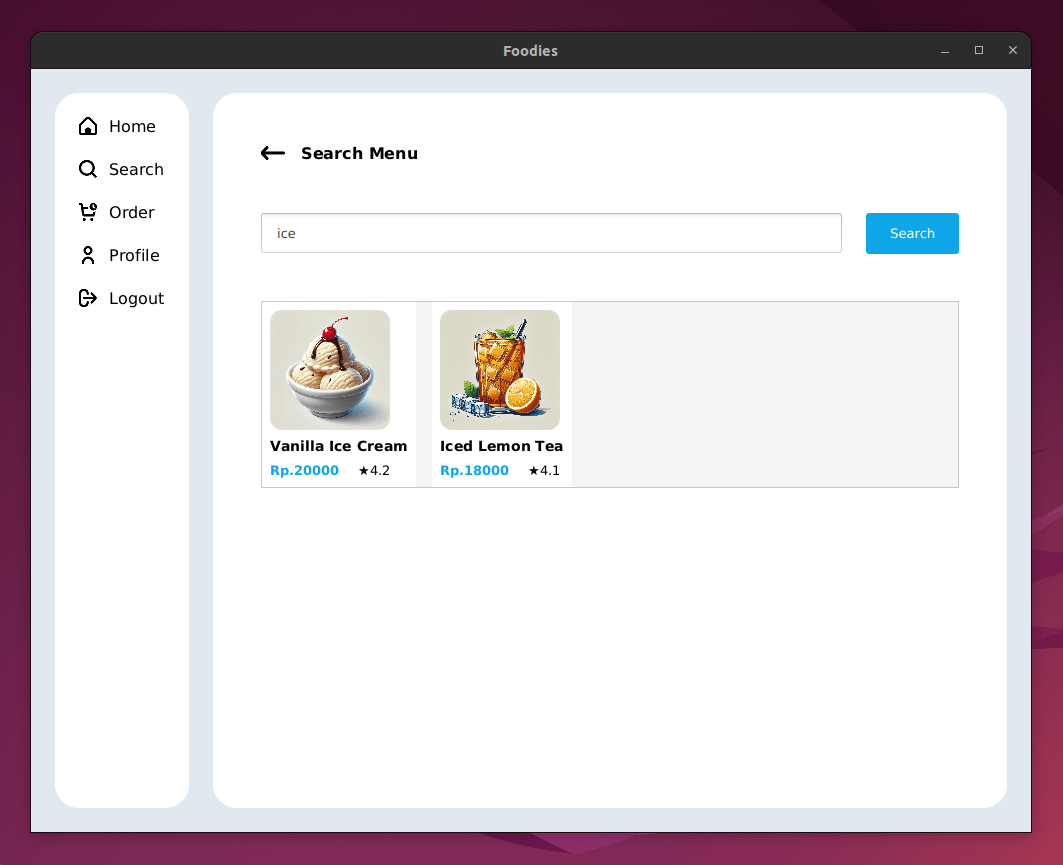 Foodies
Home
Search
Order
Profile
Logout
Search Menu
ice
Search
Vanilla Ice Cream
Rp.20000 ★4.2
Iced Lemon Tea
Rp.18000 ★4.1